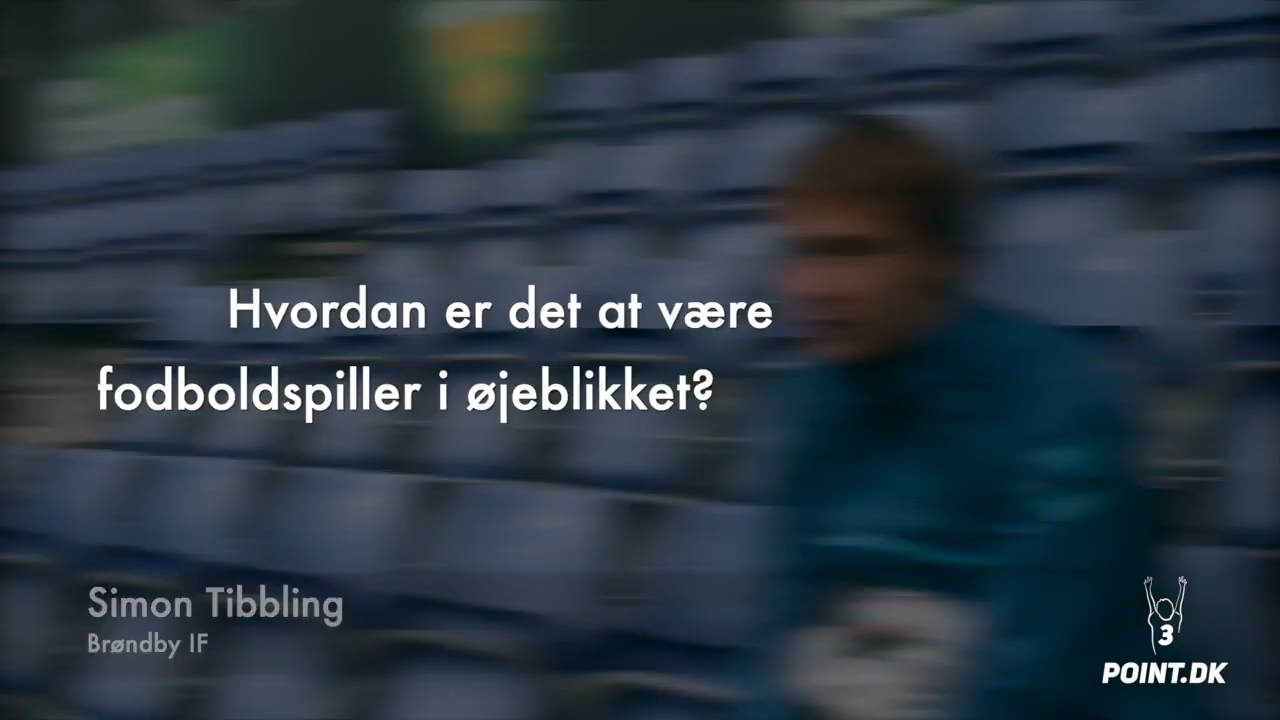 Hvordan er det at være
fodboldspiller i øjeblikket?
Simon Tibbling
Brøndby IF
3
POINT.DK